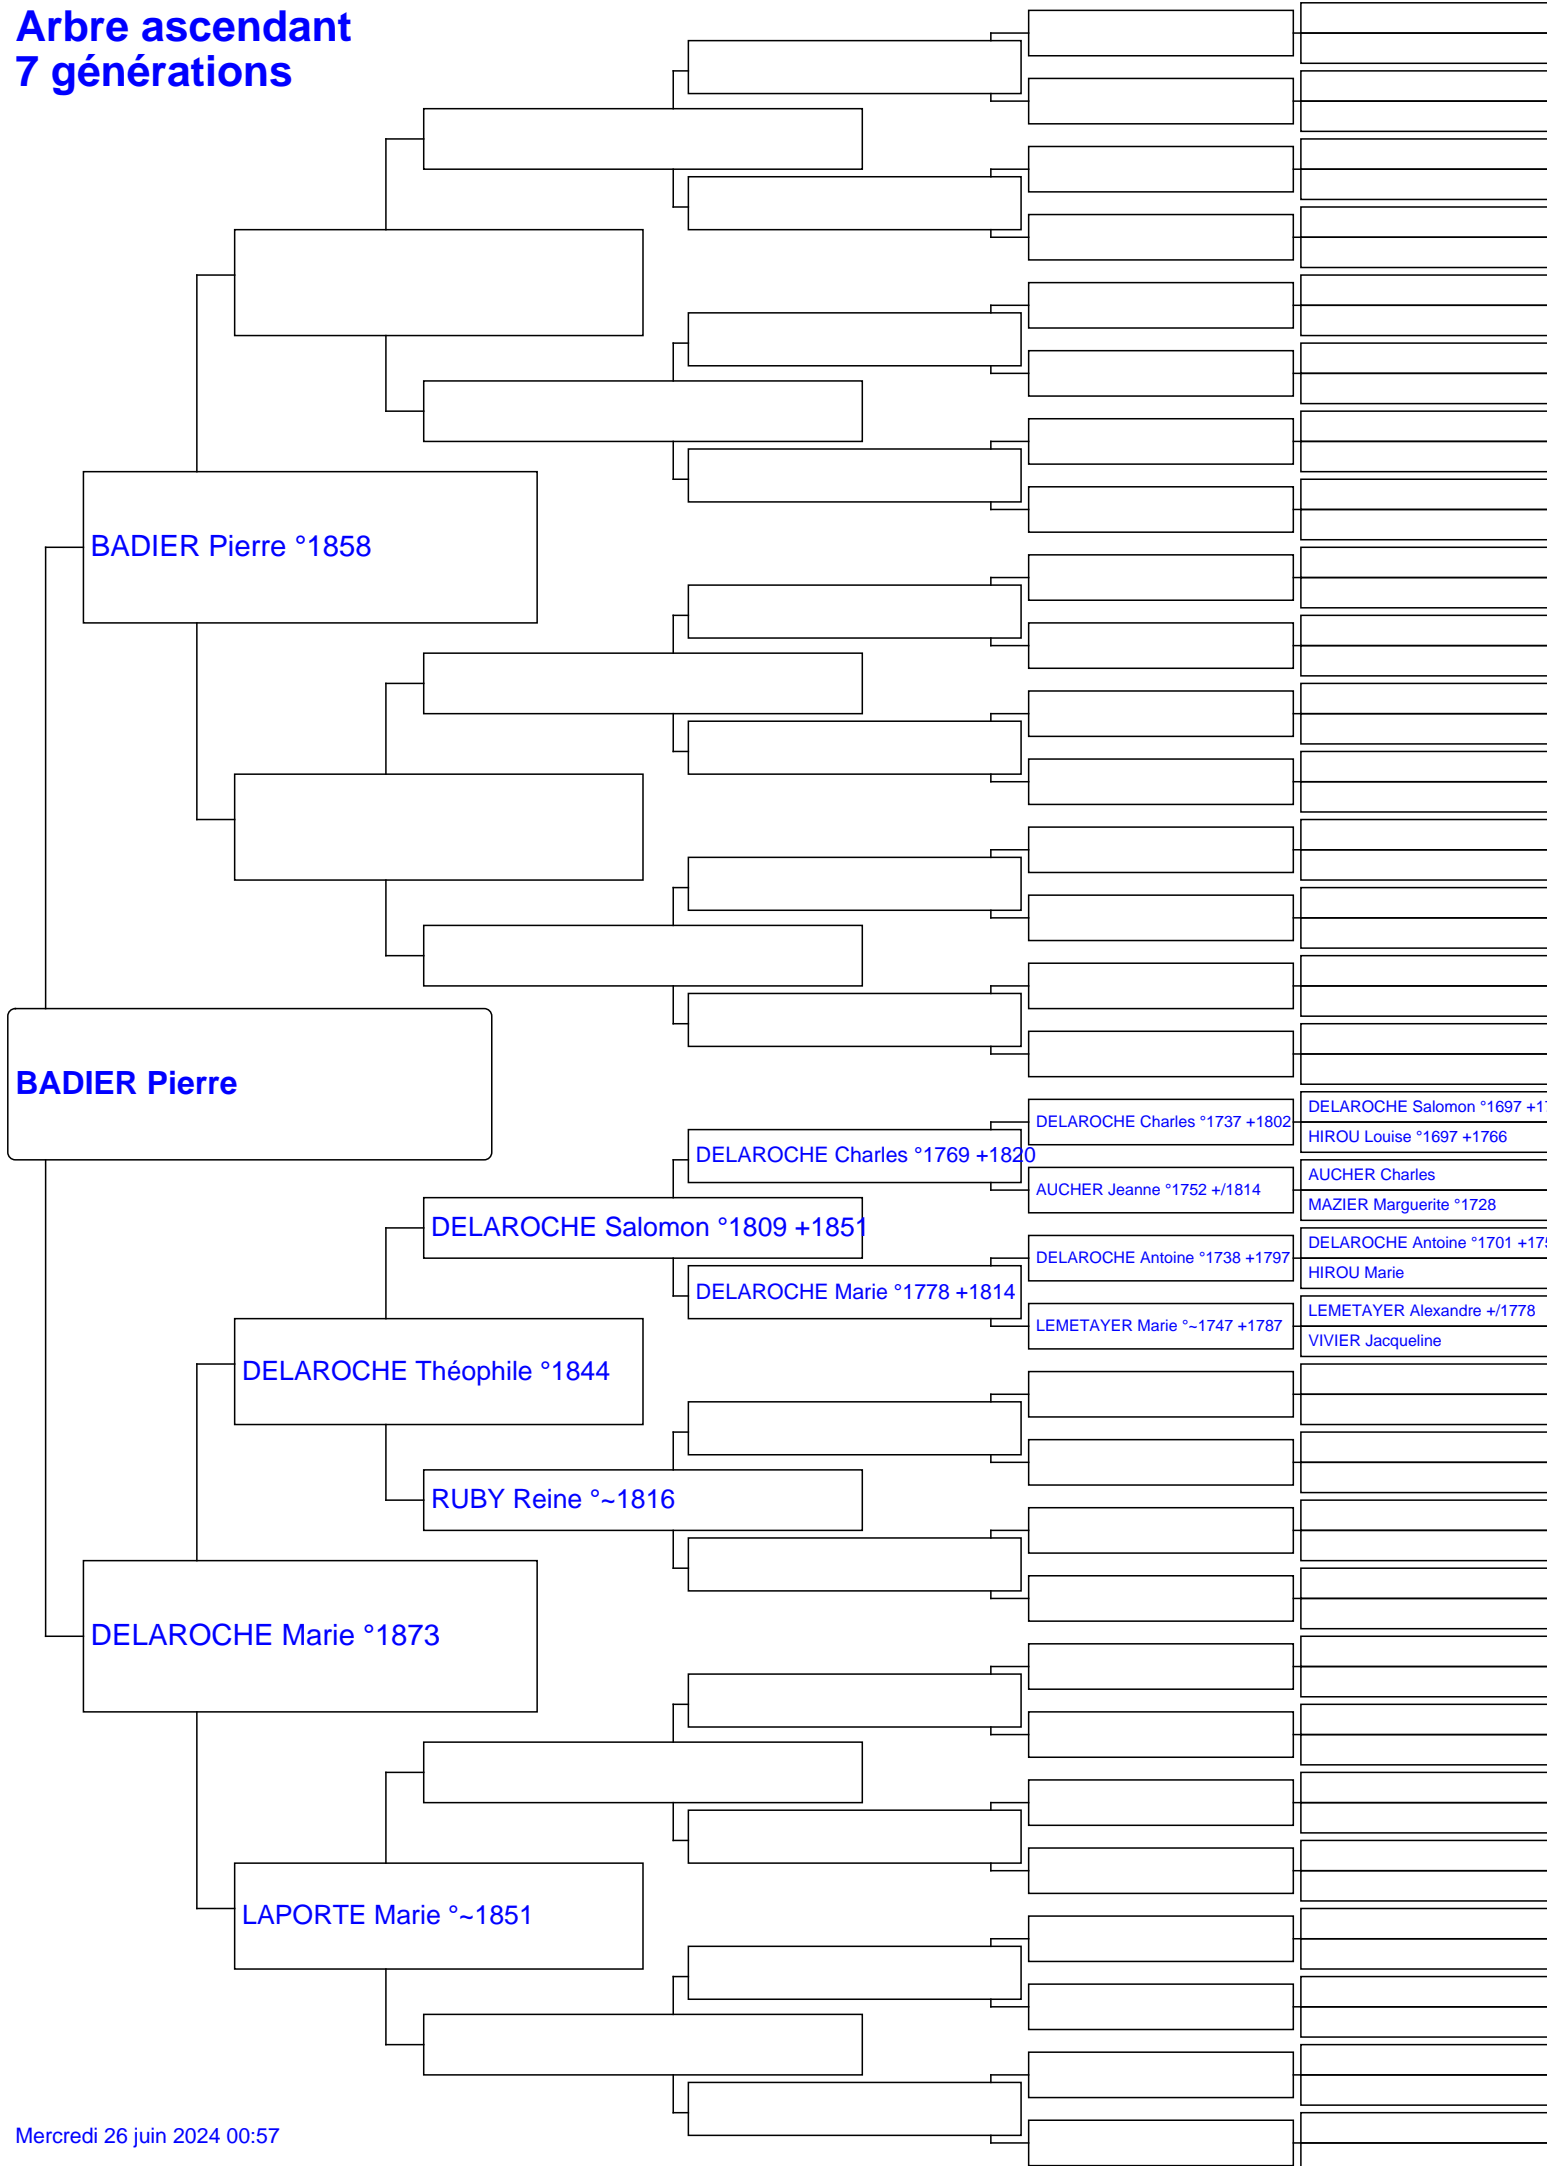 Arbre ascendant
7 générations
BADIER Pierre °1858
BADIER Pierre
DELAROCHE Charles °1737 +1802
DELAROCHE Salomon °1697
HIROU Louise °1697 +1766
DELAROCHE Charles °1769 +1820
AUCHER Jeanne °1752 +/1814
AUCHER Charles
MAZIER Marguerite °1728
DELAROCHE Salomon °1809 +1851
DELAROCHE Antoine °1738 +1797
DELAROCHE Antoine °1701
HIROU Marie
DELAROCHE Marie °1778 +1814
LEMETAYER Marie °~1747 +1787
LEMETAYER Alexandre +/1778
VIVIER Jacqueline
DELAROCHE Théophile °1844
RUBY Reine °~1816
DELAROCHE Marie °1873
LAPORTE Marie °~1851
Mercredi 26 juin 2024 00:57